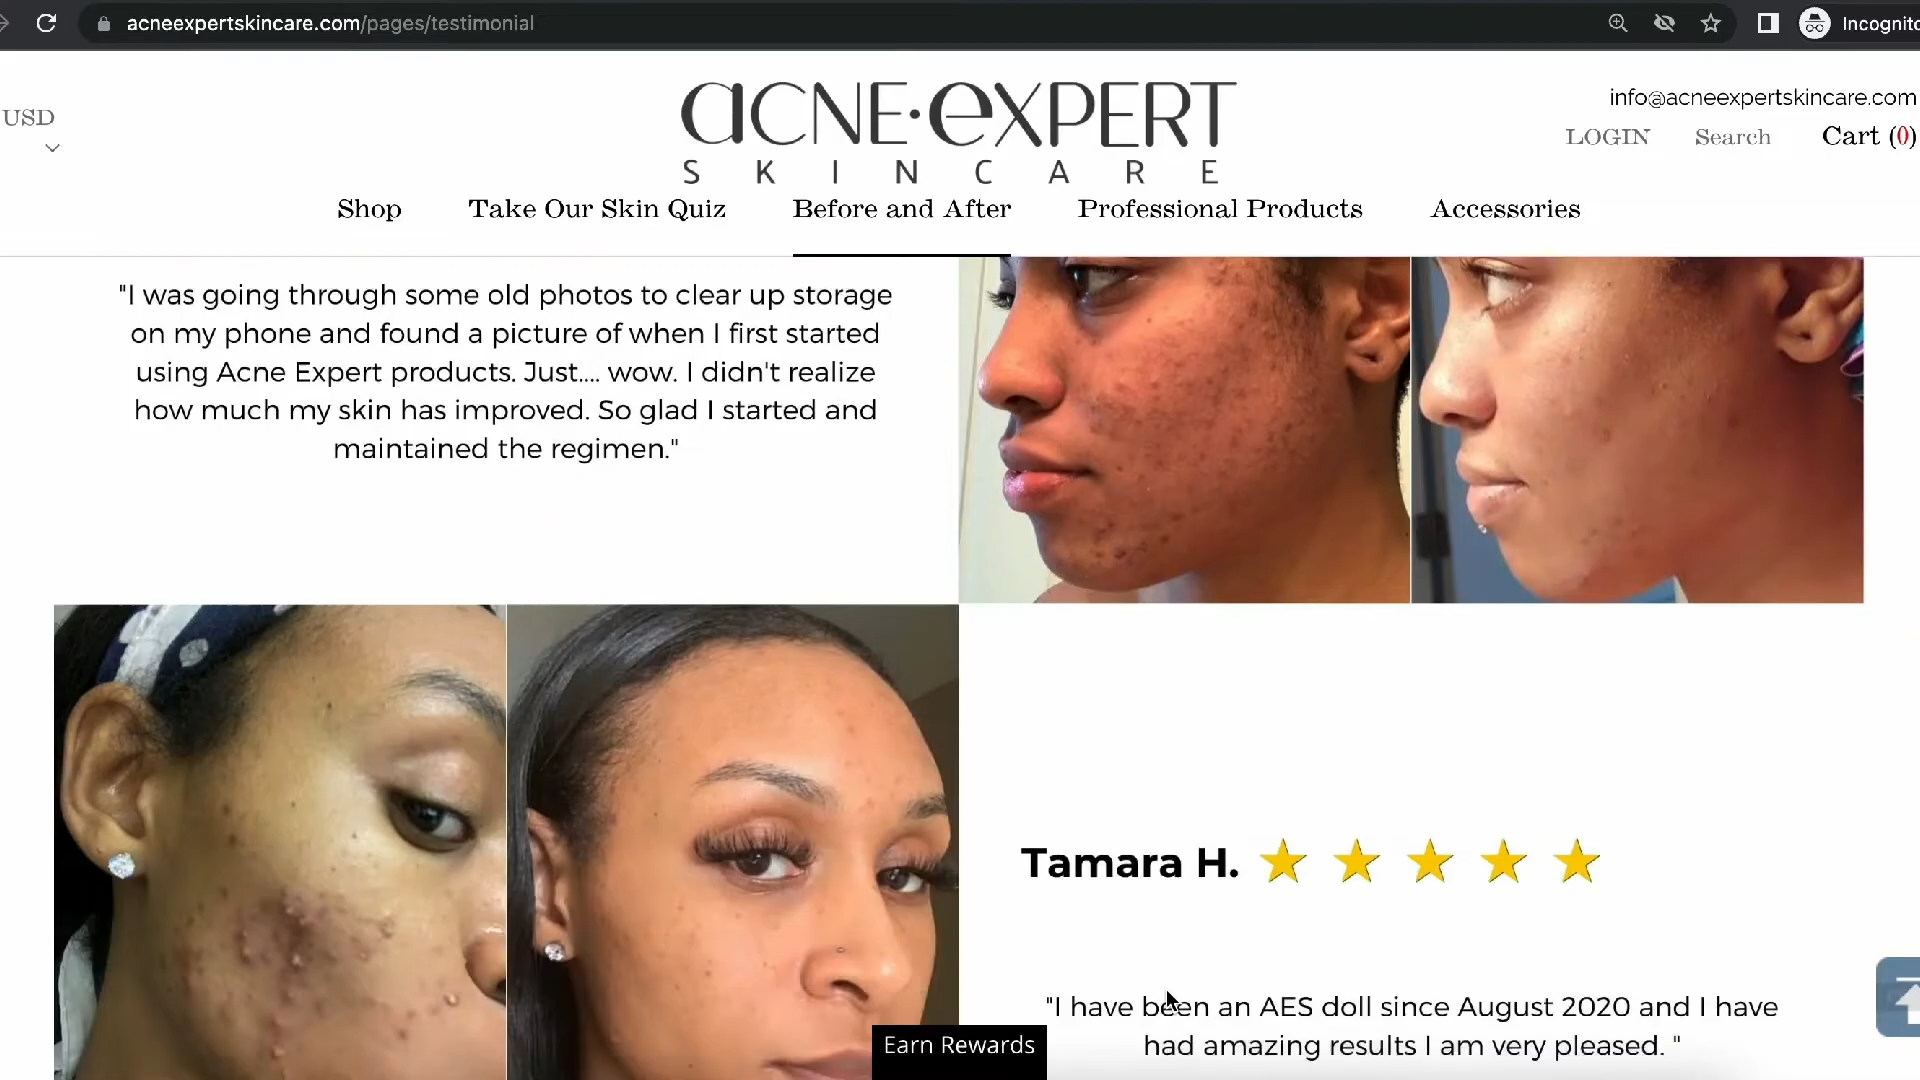 acneexpertskincare.com/pages/testimonial
Incognito
USD
acne·expert
SKINCARE
info@acneexpertskincare.com
LOGIN Search Cart (0)
Shop Take Our Skin Quiz Before and After Professional Products Accessories
"I was going through some old photos to clear up storage
on my phone and found a picture of when I first started
using Acne Expert products. Just.... wow. I didn't realize
how much my skin has improved. So glad I started and
maintained the regimen."
Tamara H.
"I have been an AES doll since August 2020 and I have
had amazing results I am very pleased. "
Earn Rewards